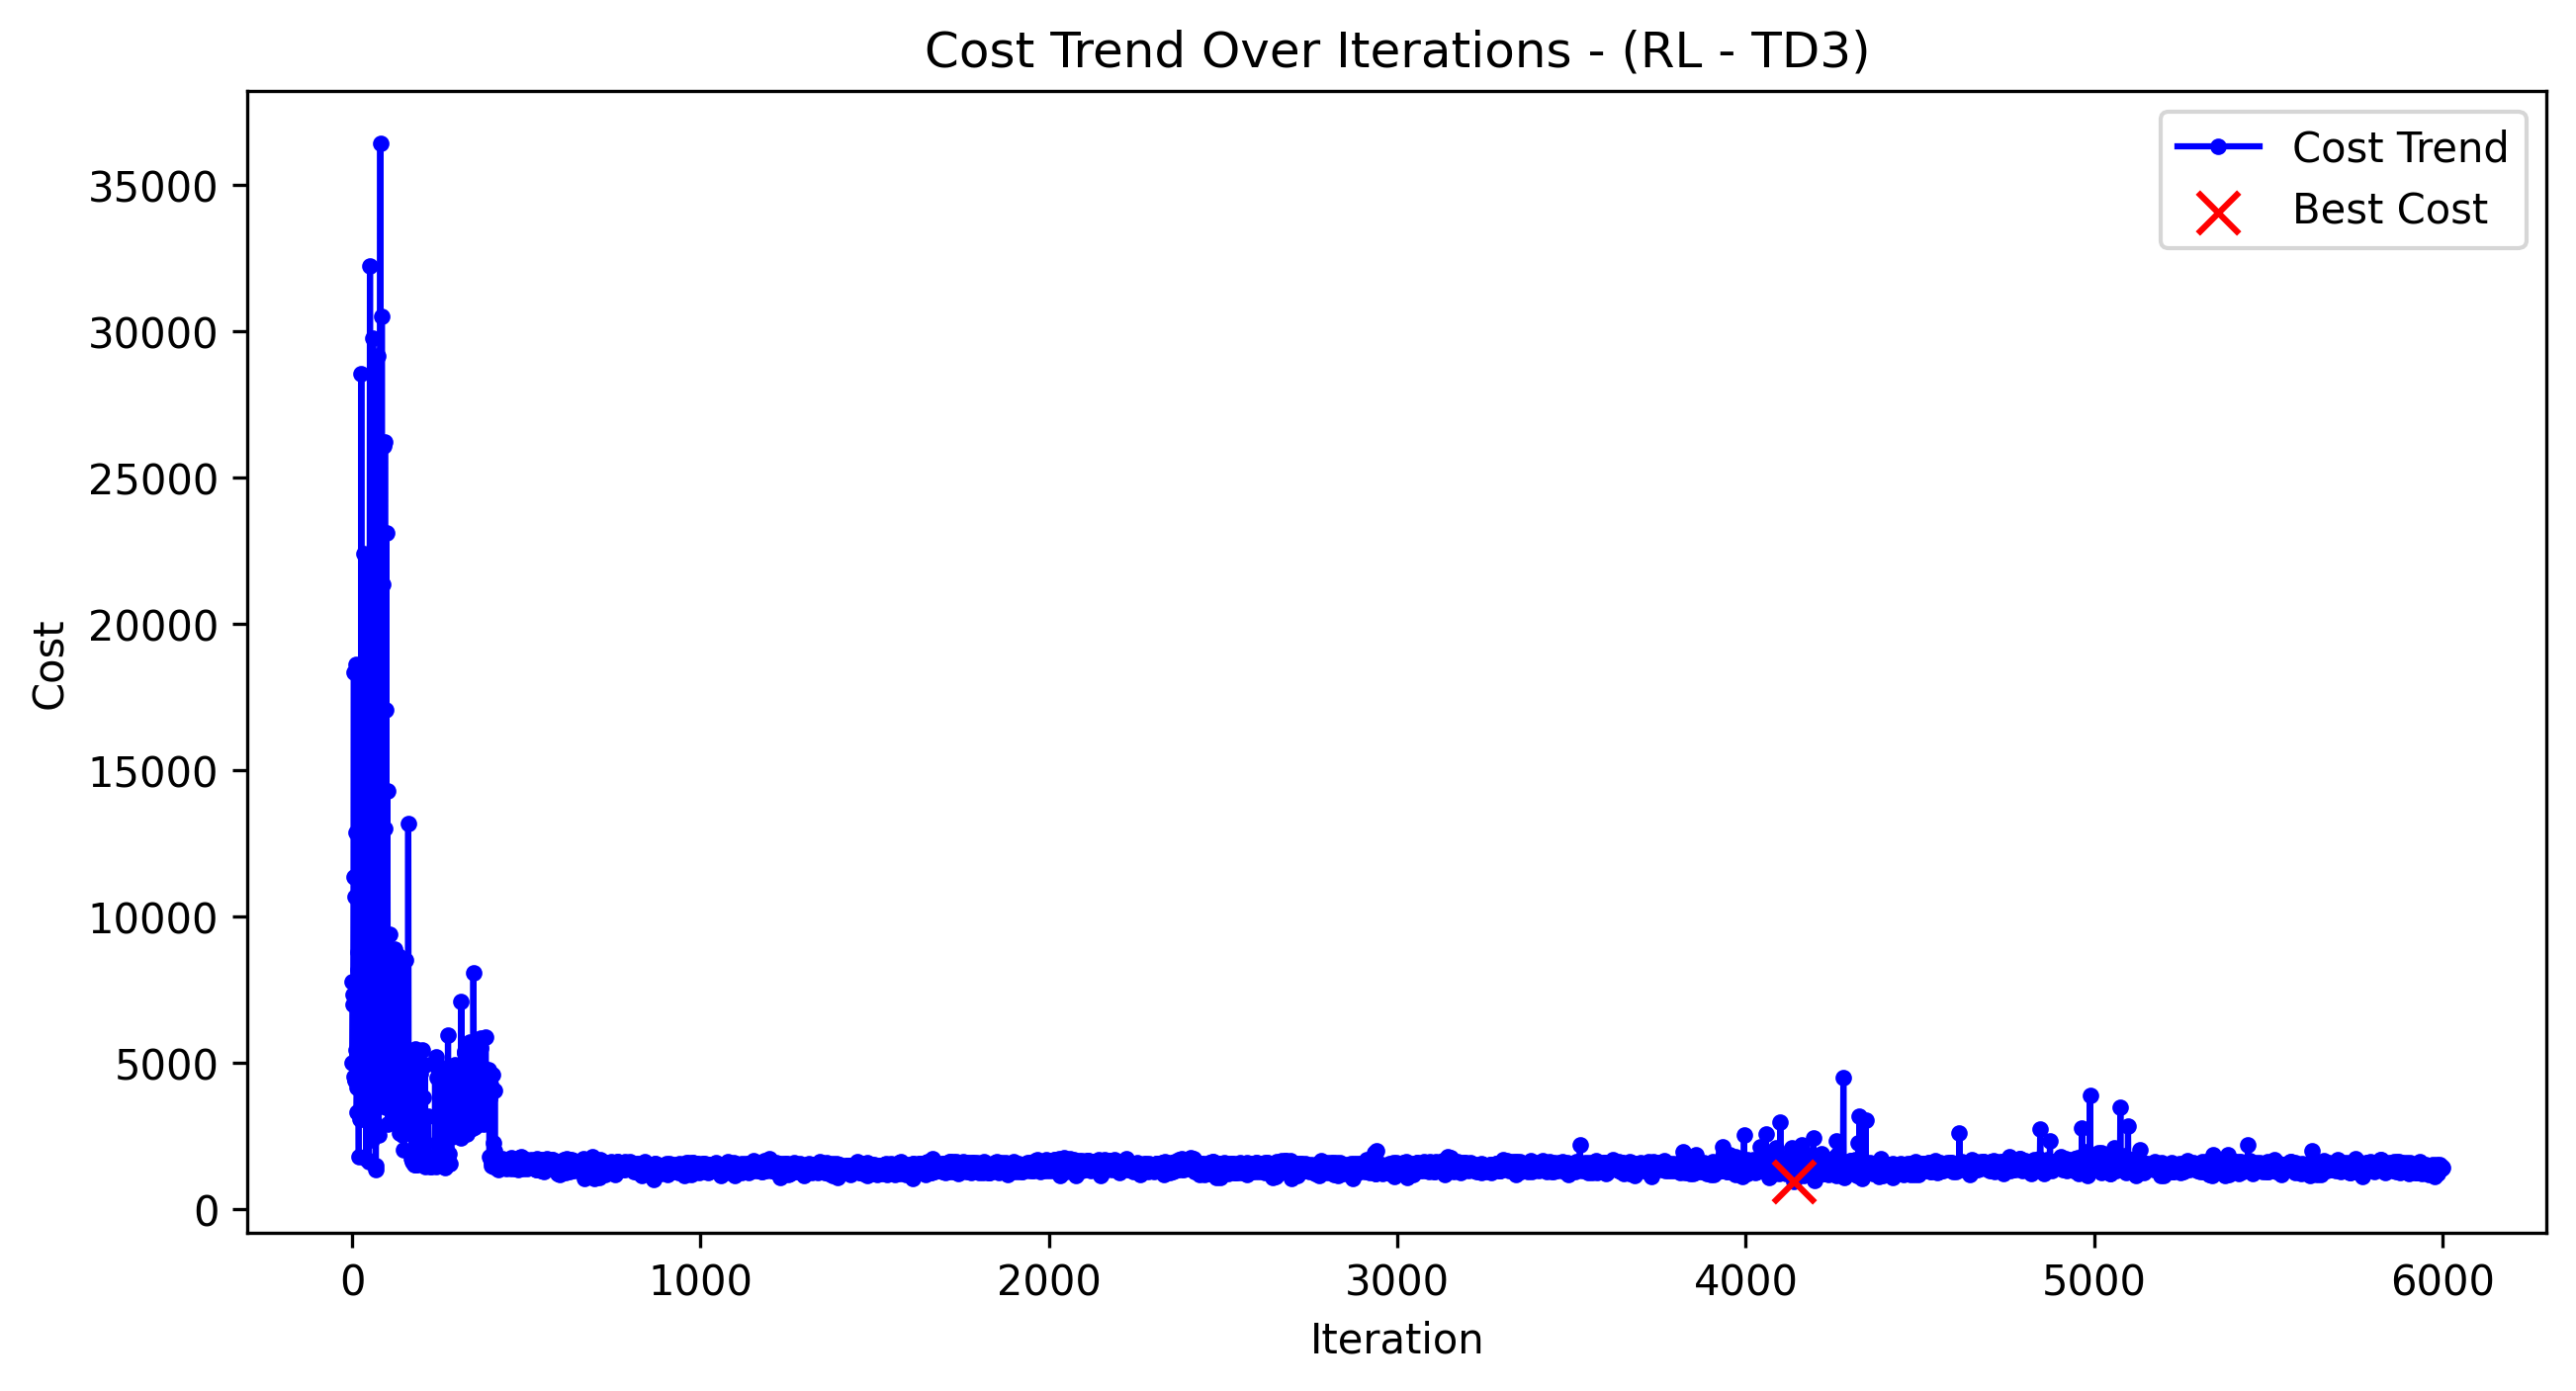 Cost Trend Over Iterations - (RL - TD3)
Cost Trend
Best Cost
35000
30000
25000
20000
15000
10000
5000
0
Cost
0 1000 2000 3000 4000 5000 6000
Iteration